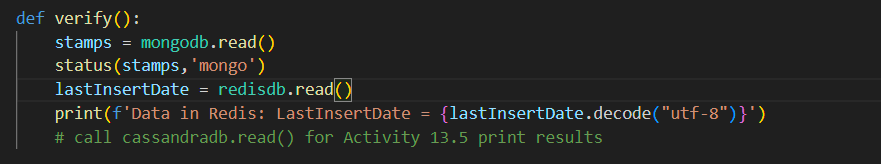 def verify():
    stamps = mongodb.read()
    status(stamps,'mongo')
    lastInsertDate = redisdb.read()
    print(f'Data in Redis: LastInsertDate = {lastInsertDate.decode("utf-8")}')
    # call cassandradb.read() for Activity 13.5 print results